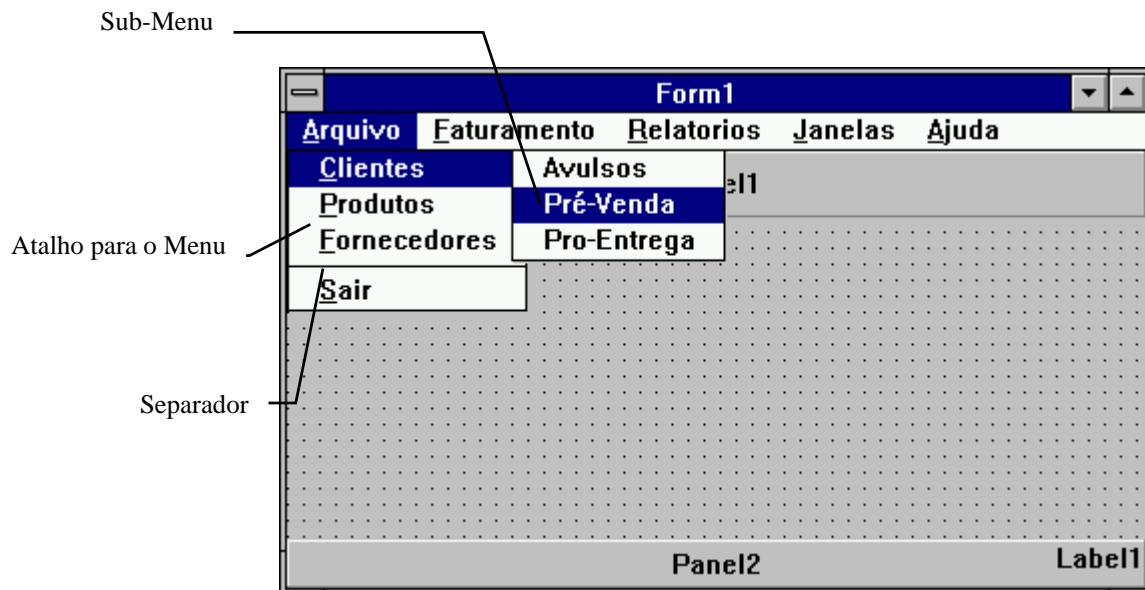 Sub-Menu
Form1
Arquivo Faturamento Relatorios Janelas Ajuda
Clientes Avulsos
el1
Produtos Pré-Venda
Atalho para o Menu
Fornecedores Pro-Entrega
Sair
Separador
Panel2 Label1